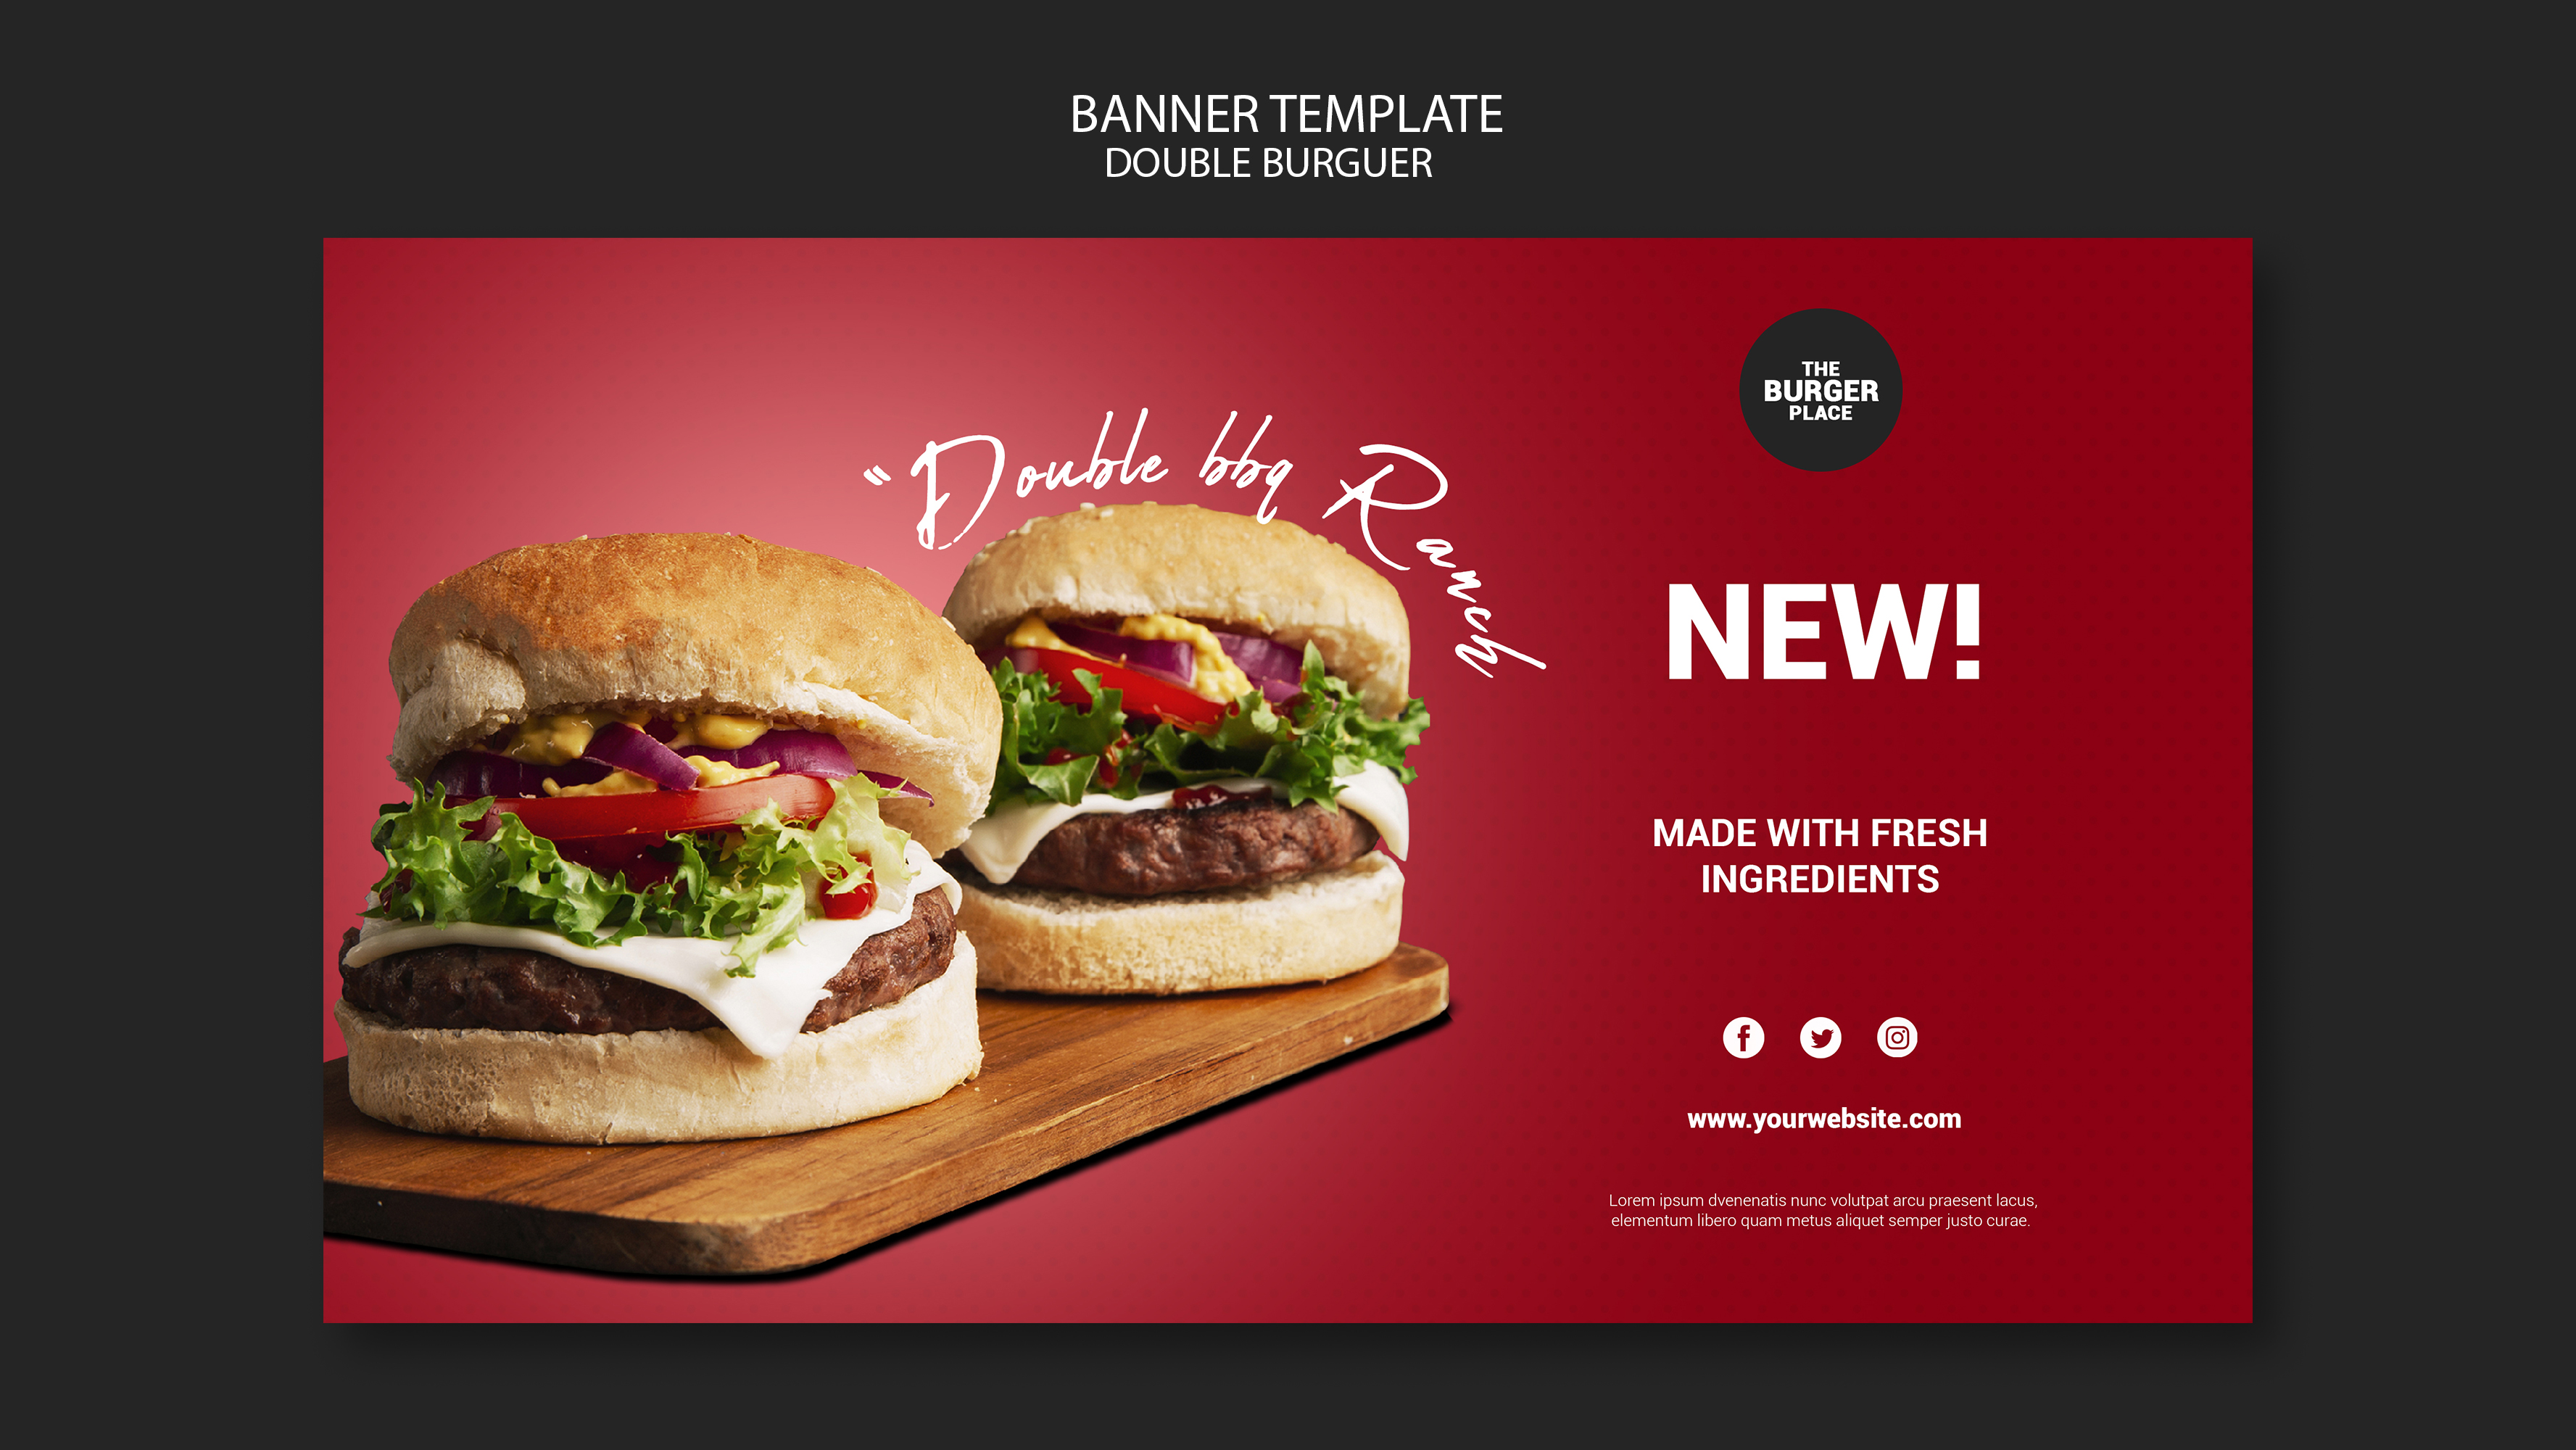 BANNER TEMPLATE
DOUBLE BURGUER
“Double bbq Ranch
THE
BURGER
PLACE
NEW!
MADE WITH FRESH
INGREDIENTS
www.yourwebsite.com
Lorem ipsum dvenenatis nunc volutpat arcu praesent lacus,
elementum libero quam metus aliquet semper justo curae.